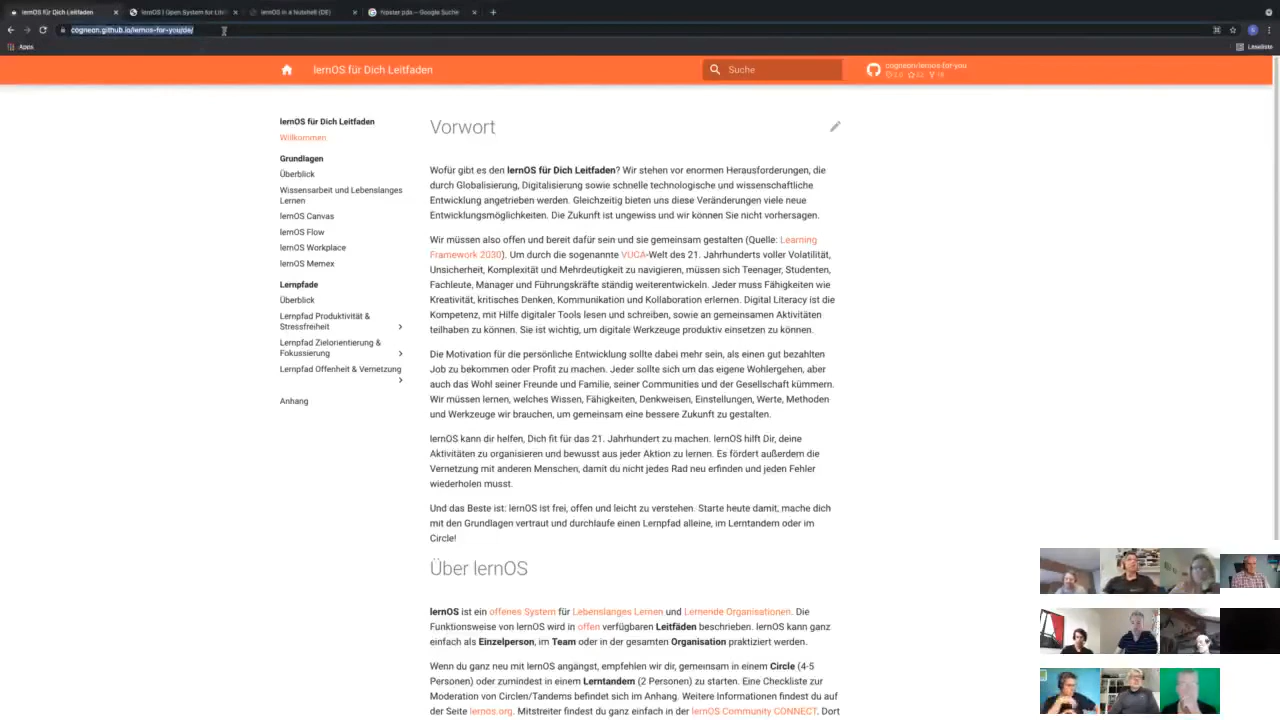 lernOS für Dich Leitfaden
lernOS | Open System for Life
lernOS in a Nutshell (DE)
hipster pda – Google Suche
cogneon.github.io/lernos-for-you/de/
Apps
Leseliste
lernOS für Dich Leitfaden
Suche
cogneon/lernos-for-you
lernOS für Dich Leitfaden
Willkommen
Grundlagen
Überblick
Wissensarbeit und Lebenslanges
Lernen
lernOS Canvas
lernOS Flow
lernOS Workplace
lernOS Memex
Lernpfade
Überblick
Lernpfad Produktivität &
Stressfreiheit
Lernpfad Zielorientierung &
Fokussierung
Lernpfad Offenheit & Vernetzung
Anhang
Vorwort
Wofür gibt es den lernOS für Dich Leitfaden? Wir stehen vor enormen Herausforderungen, die
durch Globalisierung, Digitalisierung sowie schnelle technologische und wissenschaftliche
Entwicklung angetrieben werden. Gleichzeitig bieten uns diese Veränderungen viele neue
Entwicklungsmöglichkeiten. Die Zukunft ist ungewiss und wir können Sie nicht vorhersagen.
Wir müssen also offen und bereit dafür sein und sie gemeinsam gestalten (Quelle: Learning
Framework 2030). Um durch die sogenannte VUCA-Welt des 21. Jahrhunderts voller Volatilität,
Unsicherheit, Komplexität und Mehrdeutigkeit zu navigieren, müssen sich Teenager, Studenten,
Fachleute, Manager und Führungskräfte ständig weiterentwickeln. Jeder muss Fähigkeiten wie
Kreativität, kritisches Denken, Kommunikation und Kollaboration erlernen. Digital Literacy ist die
Kompetenz, mit Hilfe digitaler Tools lesen und schreiben, sowie an gemeinsamen Aktivitäten
teilhaben zu können. Sie ist wichtig, um digitale Werkzeuge produktiv einsetzen zu können.
Die Motivation für die persönliche Entwicklung sollte dabei mehr sein, als einen gut bezahlten
Job zu bekommen oder Profit zu machen. Jeder sollte sich um das eigene Wohlergehen, aber
auch das Wohl seiner Freunde und Familie, seiner Communities und der Gesellschaft kümmern.
Wir müssen lernen, welches Wissen, Fähigkeiten, Denkweisen, Einstellungen, Werte, Methoden
und Werkzeuge wir brauchen, um gemeinsam eine bessere Zukunft zu gestalten.
lernOS kann dir helfen, Dich fit für das 21. Jahrhundert zu machen. lernOS hilft Dir, deine
Aktivitäten zu organisieren und bewusst aus jeder Aktion zu lernen. Es fördert außerdem die
Vernetzung mit anderen Menschen, damit du nicht jedes Rad neu erfinden und jeden Fehler
wiederholen musst.
Und das Beste ist: lernOS ist frei, offen und leicht zu verstehen. Starte heute damit, mache dich
mit den Grundlagen vertraut und durchlaufe einen Lernpfad alleine, im Lerntandem oder im
Circle!
Über lernOS
lernOS ist ein offenes System für Lebenslanges Lernen und Lernende Organisationen. Die
Funktionsweise von lernOS wird in offen verfügbaren Leitfäden beschrieben. lernOS kann ganz
einfach als Einzelperson, im Team oder in der gesamten Organisation praktiziert werden.
Wenn du ganz neu mit lernOS angängst, empfehlen wir dir, gemeinsam in einem Circle (4-5
Personen) oder zumindest in einem Lerntandem (2 Personen) zu starten. Eine Checkliste zur
Moderation von Circlen/Tandems befindet sich im Anhang. Weitere Informationen findest du auf
der Seite lernos.org. Mitstreiter findest du ganz einfach in der lernOS Community CONNECT. Dort